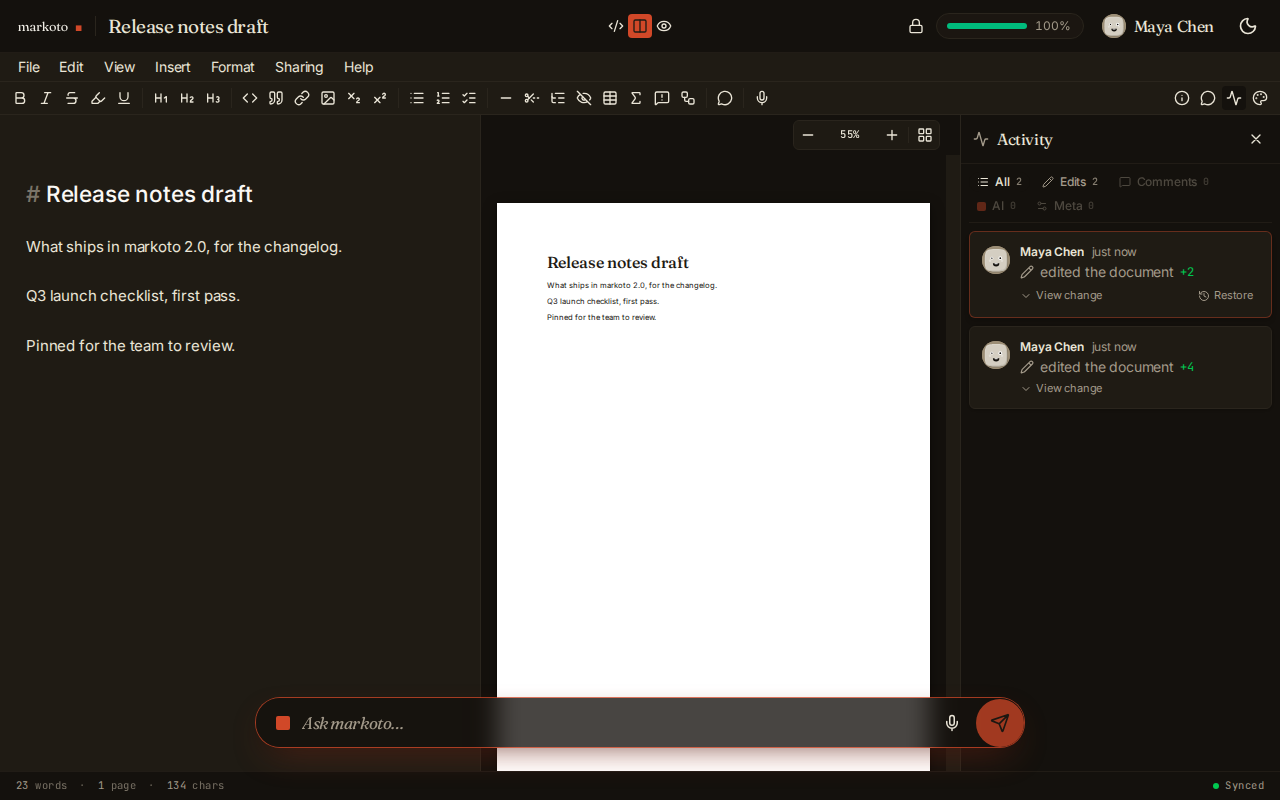 markoto
Release notes draft
100%
Maya Chen
File Edit View Insert Format Sharing Help
H1 H2 H3
55%
Activity
All 2 Edits 2 Comments 0
AI 0 Meta 0
# Release notes draft
What ships in markoto 2.0, for the changelog.
Q3 launch checklist, first pass.
Pinned for the team to review.
Release notes draft
What ships in markoto 2.0, for the changelog.
Q3 launch checklist, first pass.
Pinned for the team to review.
Maya Chen just now
edited the document +2
View change Restore
Maya Chen just now
edited the document +4
View change
Ask markoto...
23 words · 1 page · 134 chars
Synced